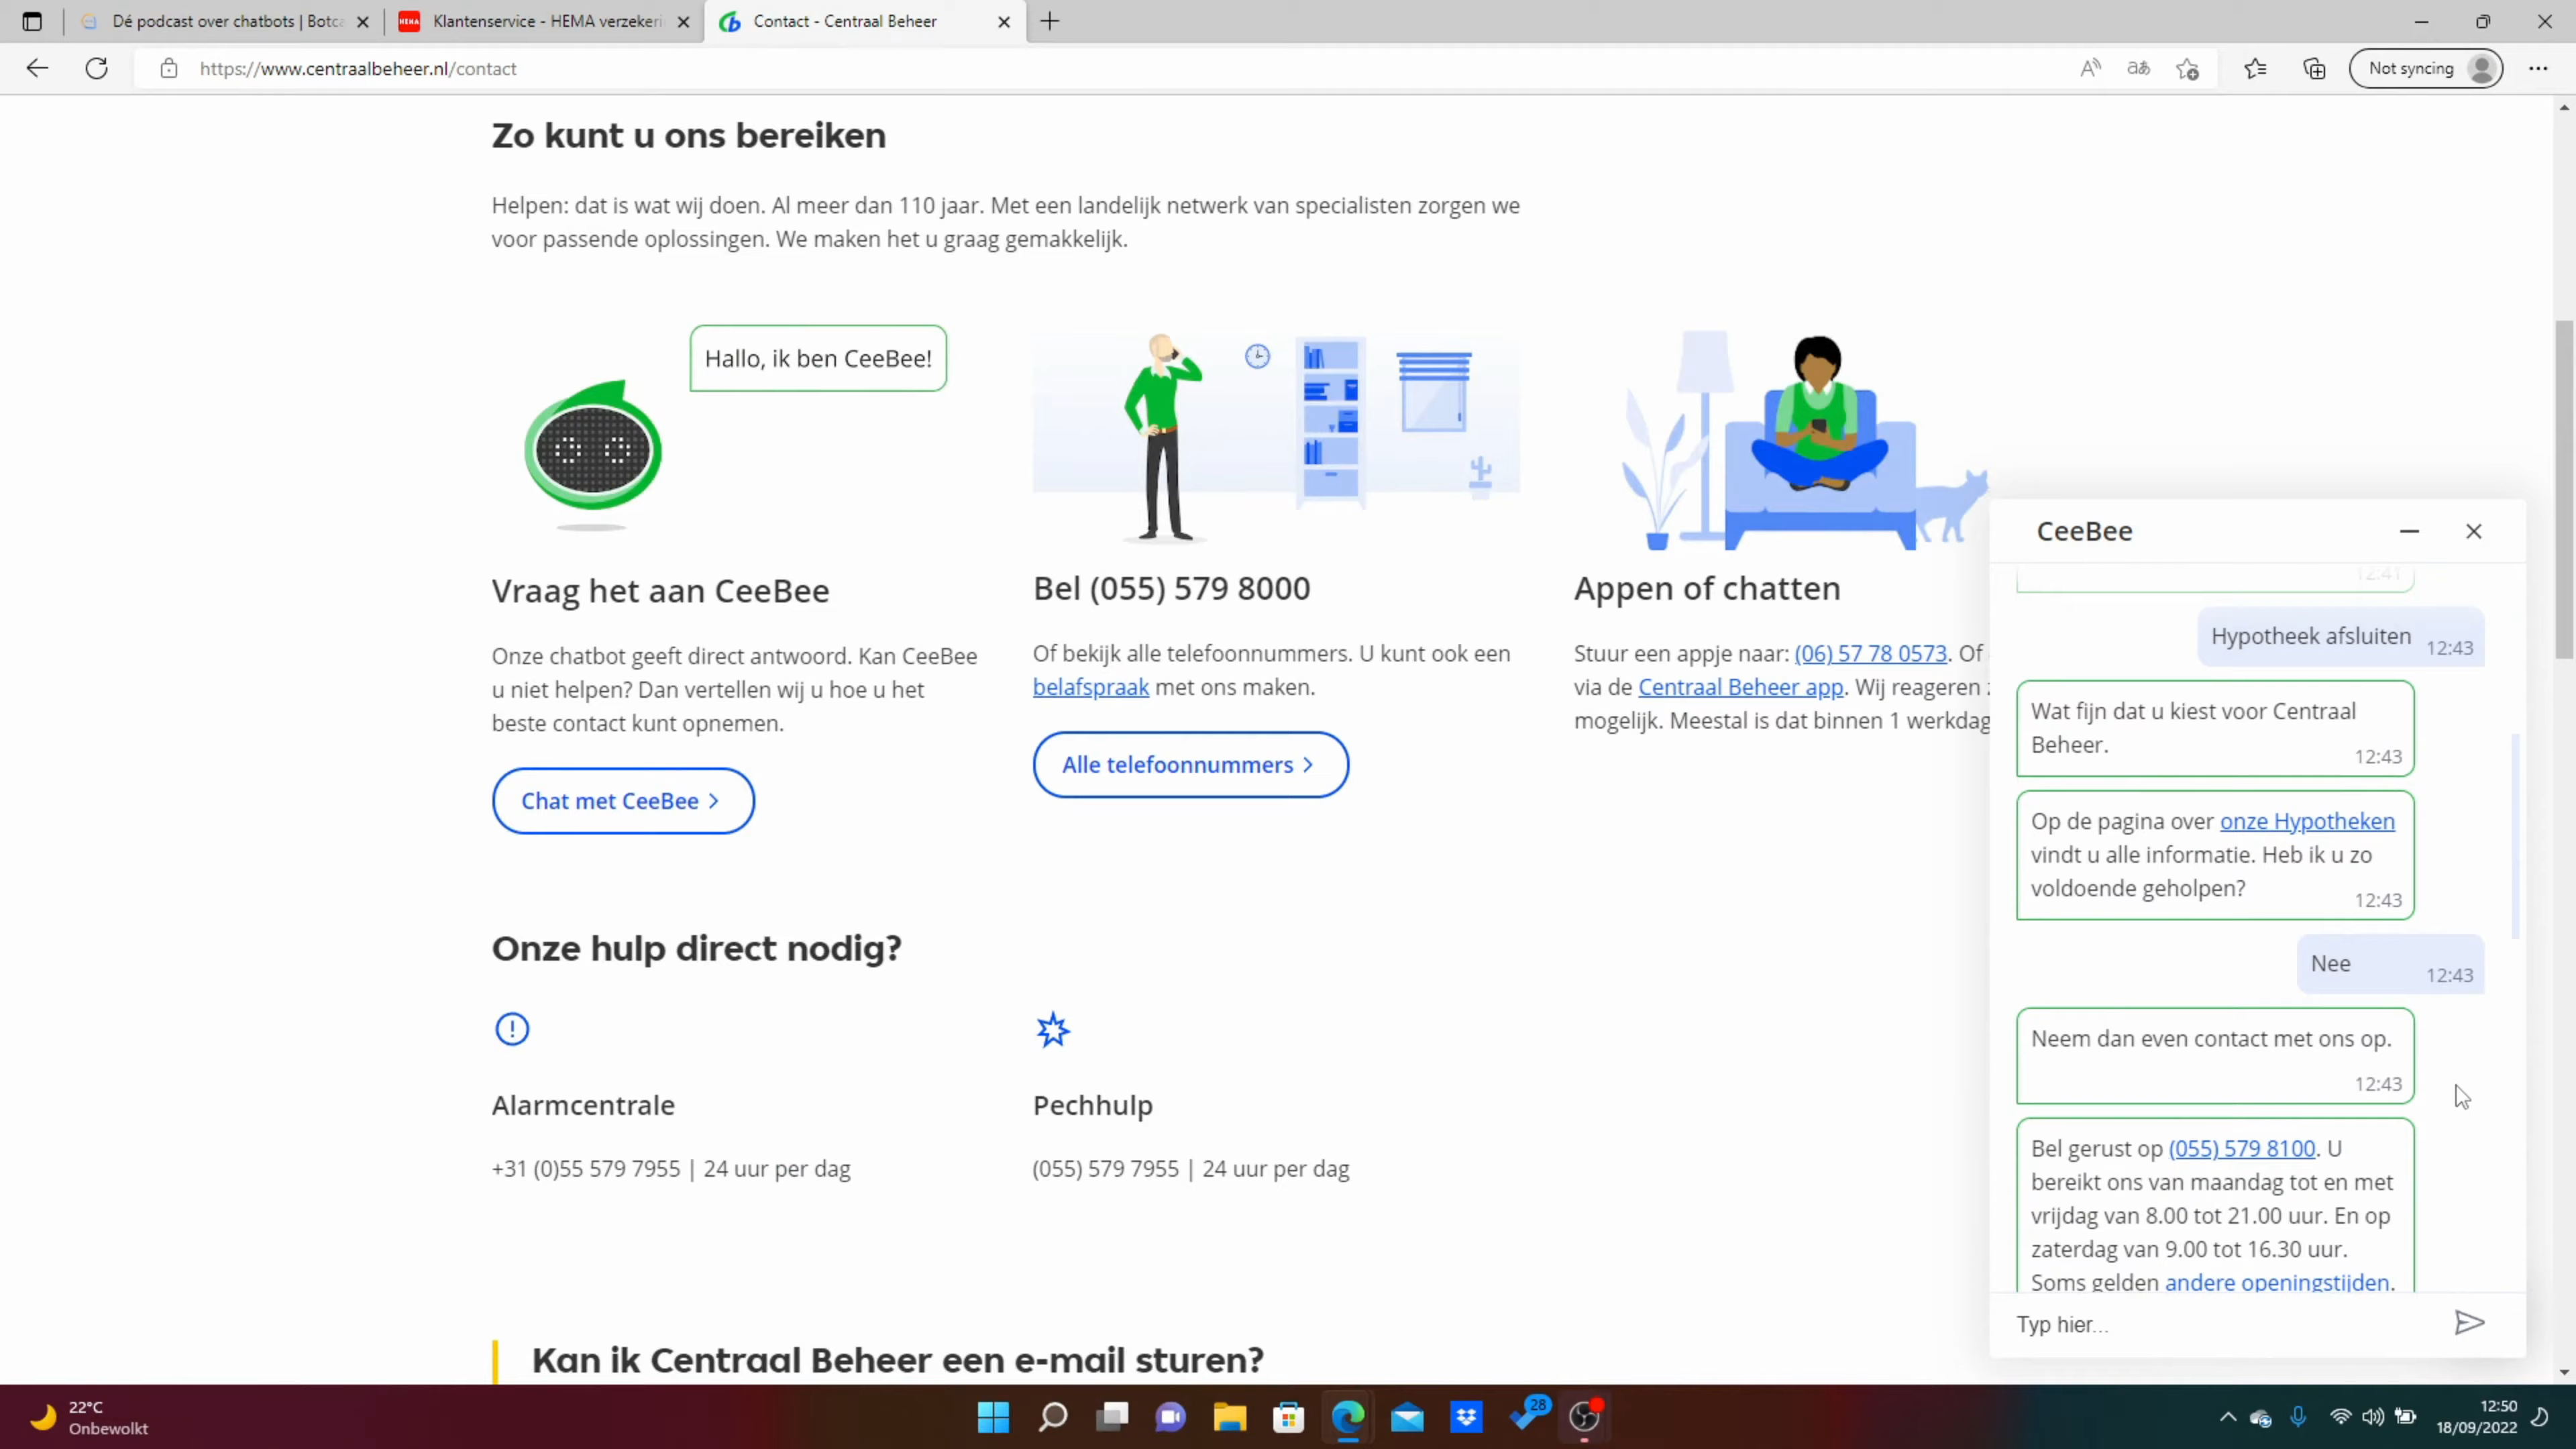 Dé podcast over chatbots | Botca
HEMA
Klantenservice - HEMA verzekeri
Contact - Centraal Beheer
https://www.centraalbeheer.nl/contact
Not syncing
Zo kunt u ons bereiken
Helpen: dat is wat wij doen. Al meer dan 110 jaar. Met een landelijk netwerk van specialisten zorgen we
voor passende oplossingen. We maken het u graag gemakkelijk.
Hallo, ik ben CeeBee!
Vraag het aan CeeBee
Onze chatbot geeft direct antwoord. Kan CeeBee
u niet helpen? Dan vertellen wij u hoe u het
beste contact kunt opnemen.
Chat met CeeBee
Bel (055) 579 8000
Of bekijk alle telefoonnummers. U kunt ook een
belafspraak met ons maken.
Alle telefoonnummers
Appen of chatten
Stuur een appje naar: (06) 57 78 0573. Of
via de Centraal Beheer app. Wij reageren
mogelijk. Meestal is dat binnen 1 werkdag
Onze hulp direct nodig?
Alarmcentrale
+31 (0)55 579 7955 | 24 uur per dag
Pechhulp
(055) 579 7955 | 24 uur per dag
Kan ik Centraal Beheer een e-mail sturen?
CeeBee
12:41
Hypotheek afsluiten 12:43
Wat fijn dat u kiest voor Centraal
Beheer.
12:43
Op de pagina over onze Hypotheken
vindt u alle informatie. Heb ik u zo
voldoende geholpen?
12:43
Nee 12:43
Neem dan even contact met ons op.
12:43
Bel gerust op (055) 579 8100. U
bereikt ons van maandag tot en met
vrijdag van 8.00 tot 21.00 uur. En op
zaterdag van 9.00 tot 16.30 uur.
Soms gelden andere openingstijden.
Typ hier...
22°C
Onbewolkt
28
12:50
18/09/2022